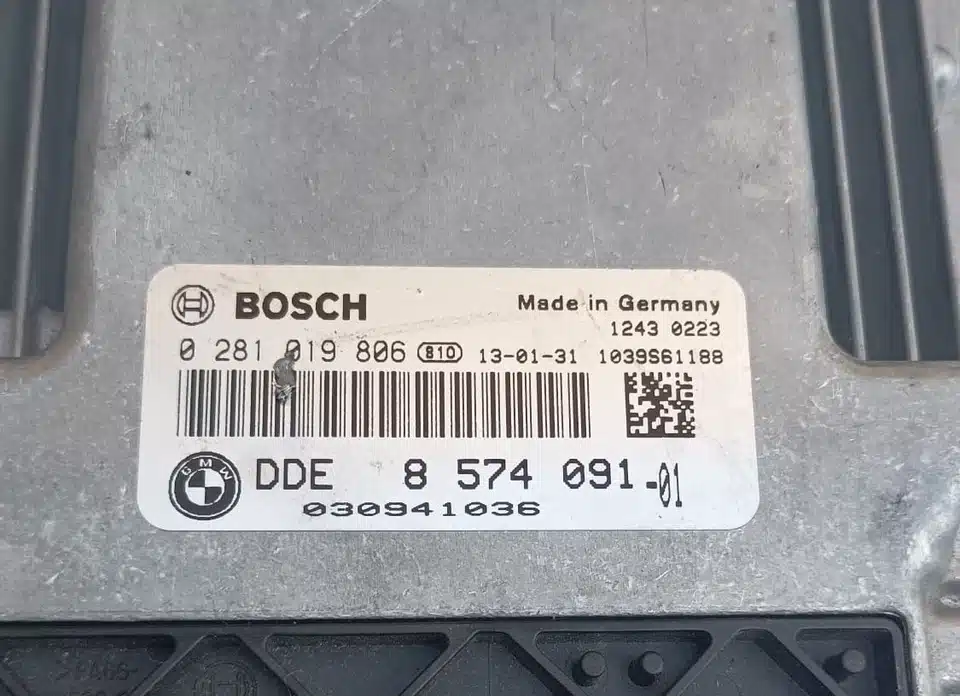 BOSCH
Made in Germany
1243 0223
0 281 019 806 810 13-01-31 1039S61188
BMW
DDE 8 574 091-01
030941036